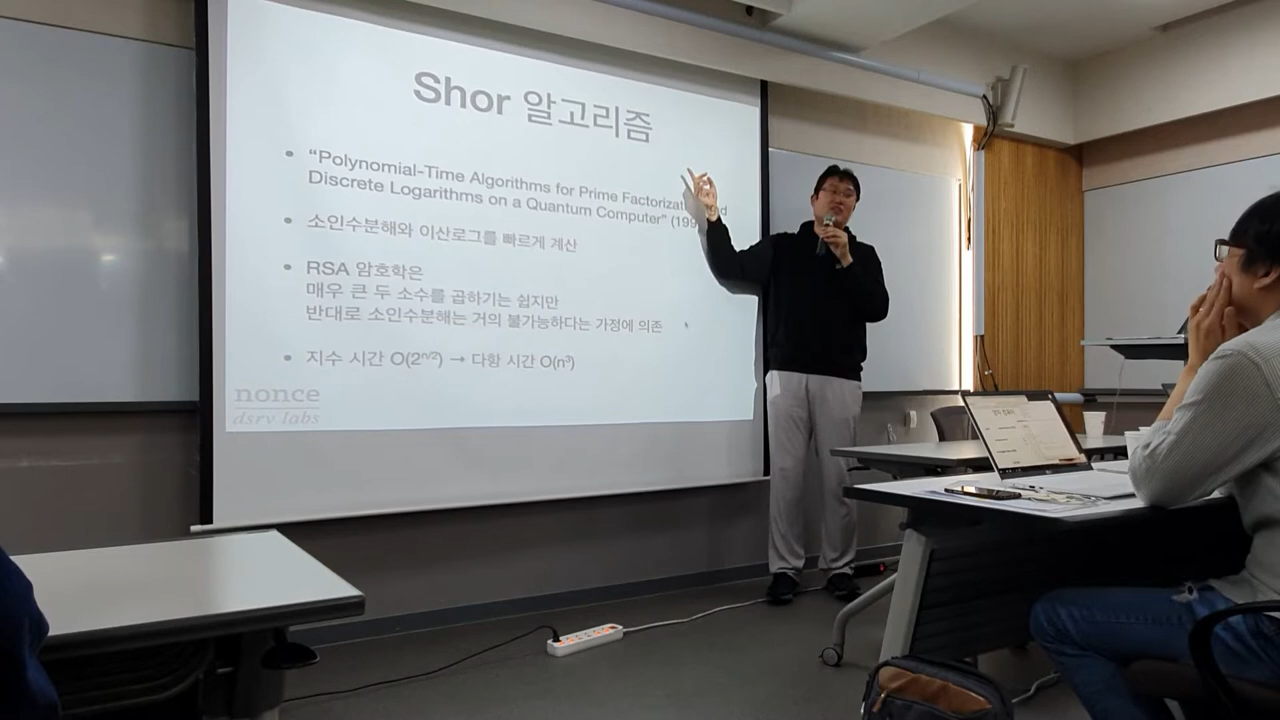 Shor 알고리즘
• “Polynomial-Time Algorithms for Prime
Discrete Logarithms on a Quantum Computer”
• 소인수분해와 이산로그를 빠르게 계산
• RSA 암호학은
매우 큰 두 소수를 곱하기는 쉽지만
반대로 소인수분해는 거의 불가능하다는 가정에 의존
• 지수 시간 O(2ⁿᐟ²) → 다항 시간 O(n³)
nonce
dsrv labs